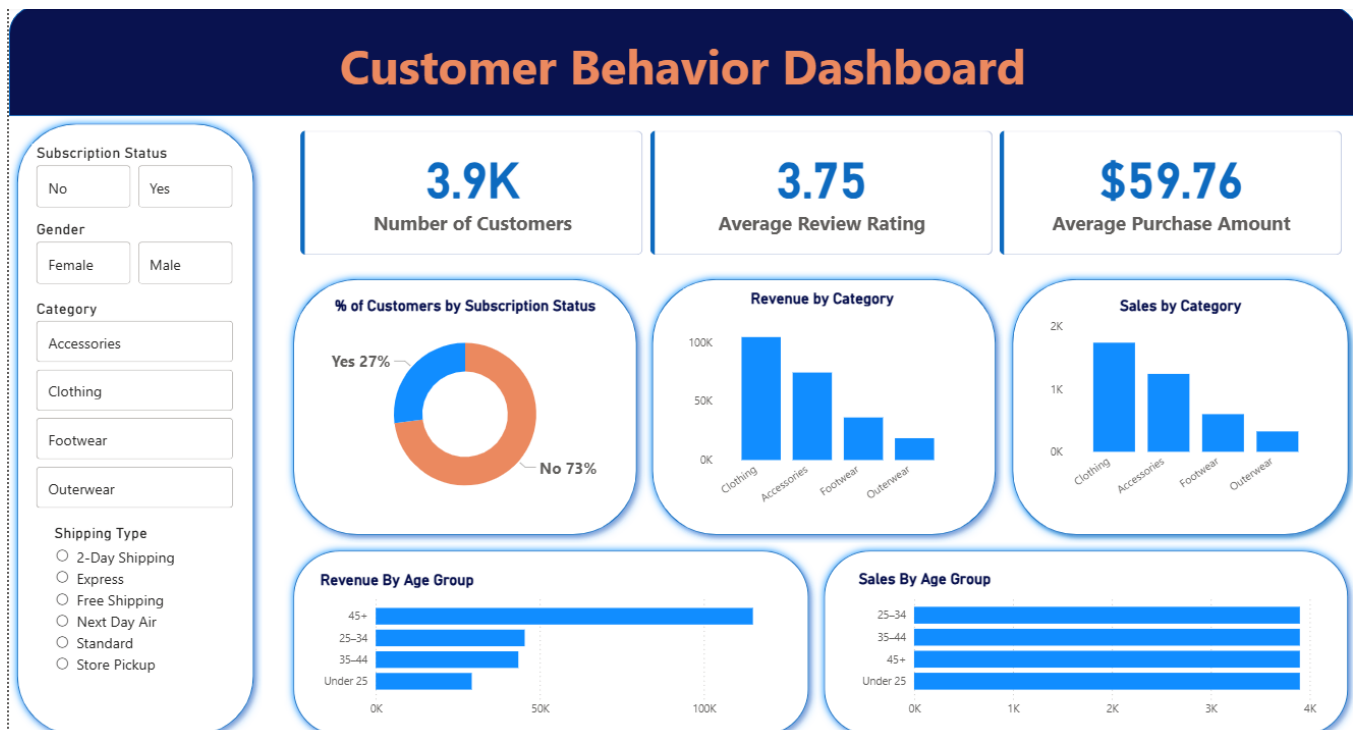 Customer Behavior Dashboard
Subscription Status
No Yes
Gender
Female Male
Category
Accessories
Clothing
Footwear
Outerwear
Shipping Type
2-Day Shipping
Express
Free Shipping
Next Day Air
Standard
Store Pickup
3.9K
Number of Customers
3.75
Average Review Rating
$59.76
Average Purchase Amount
% of Customers by Subscription Status
Yes 27%
No 73%
Revenue by Category
100K
50K
0K
Clothing
Accessories
Footwear
Outerwear
Sales by Category
2K
1K
0K
Clothing
Accessories
Footwear
Outerwear
Revenue By Age Group
45+
25–34
35–44
Under 25
0K 50K 100K
Sales By Age Group
25–34
35–44
45+
Under 25
0K 1K 2K 3K 4K